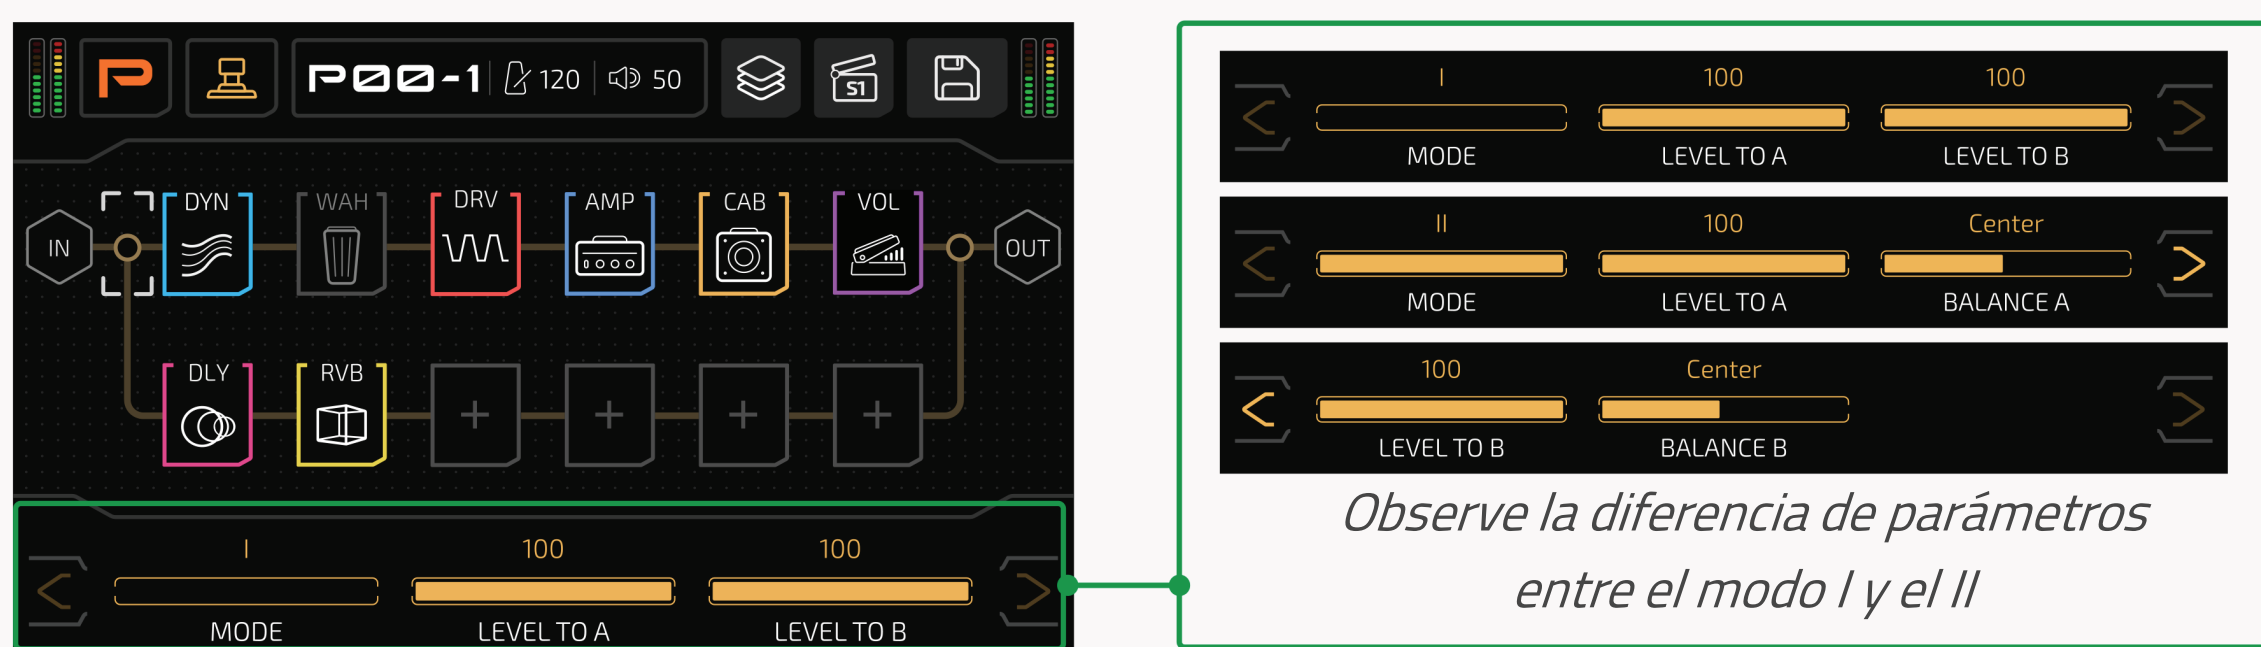 P00-1 120 50 S1
IN DYN WAH DRV AMP CAB VOL OUT
DLY RVB + + + +
I 100 100
MODE LEVEL TO A LEVEL TO B
I 100 100
MODE LEVEL TO A LEVEL TO B
II 100 Center
MODE LEVEL TO A BALANCE A
100 Center
LEVEL TO B BALANCE B
Observe la diferencia de parámetros
entre el modo I y el II